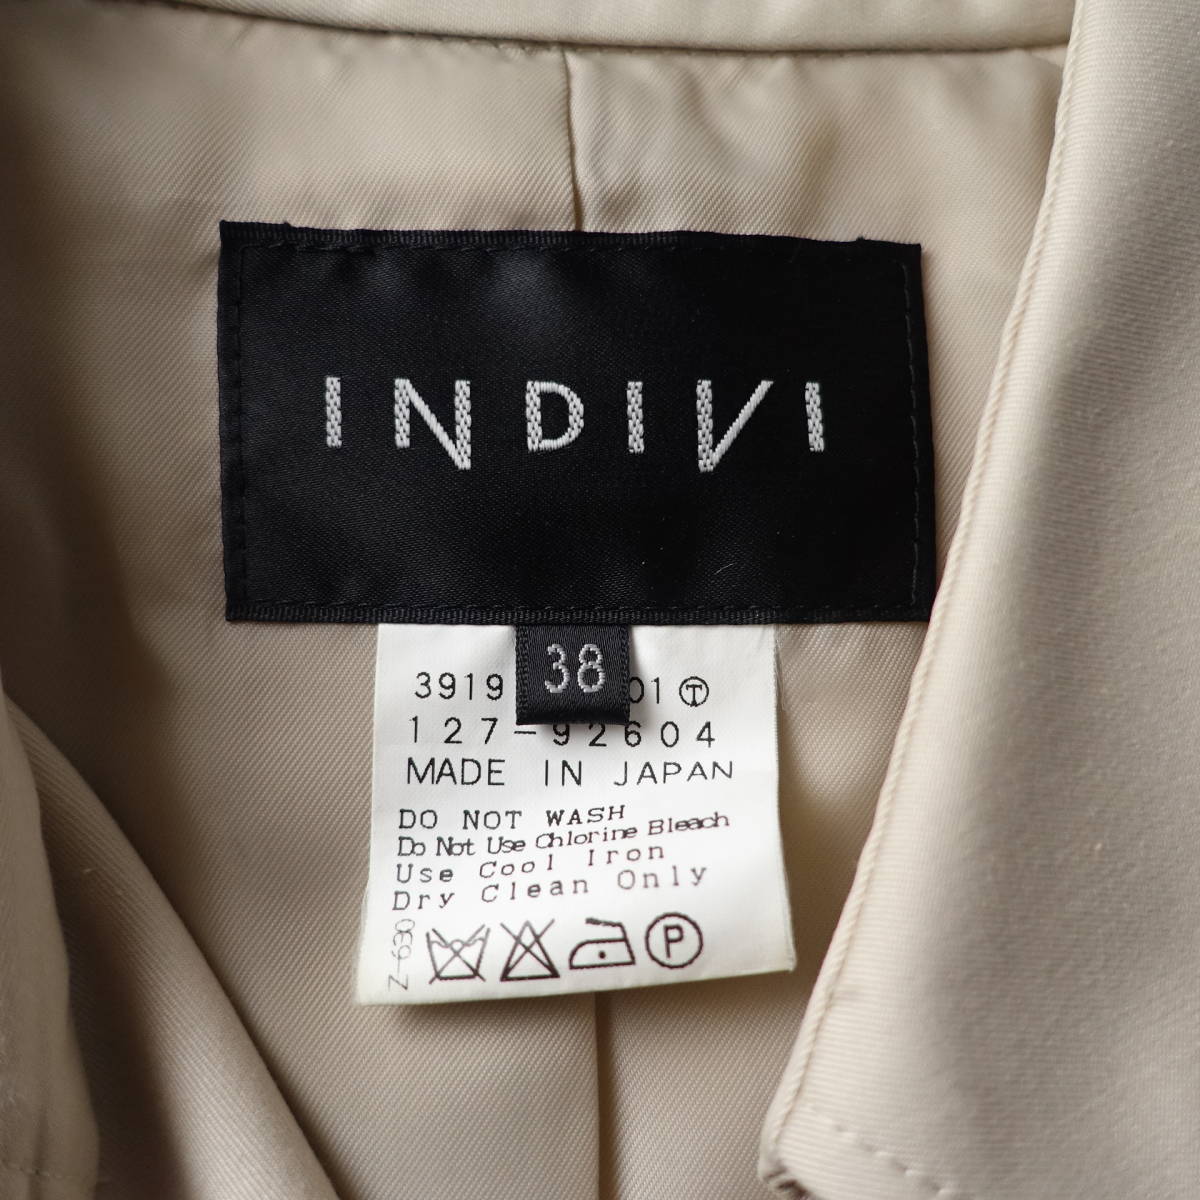 INDIVI
38
3919 01 Ⓣ
127-92604
MADE IN JAPAN
DO NOT WASH
Do Not Use Chlorine Bleach
Use Cool Iron
Dry Clean Only
P